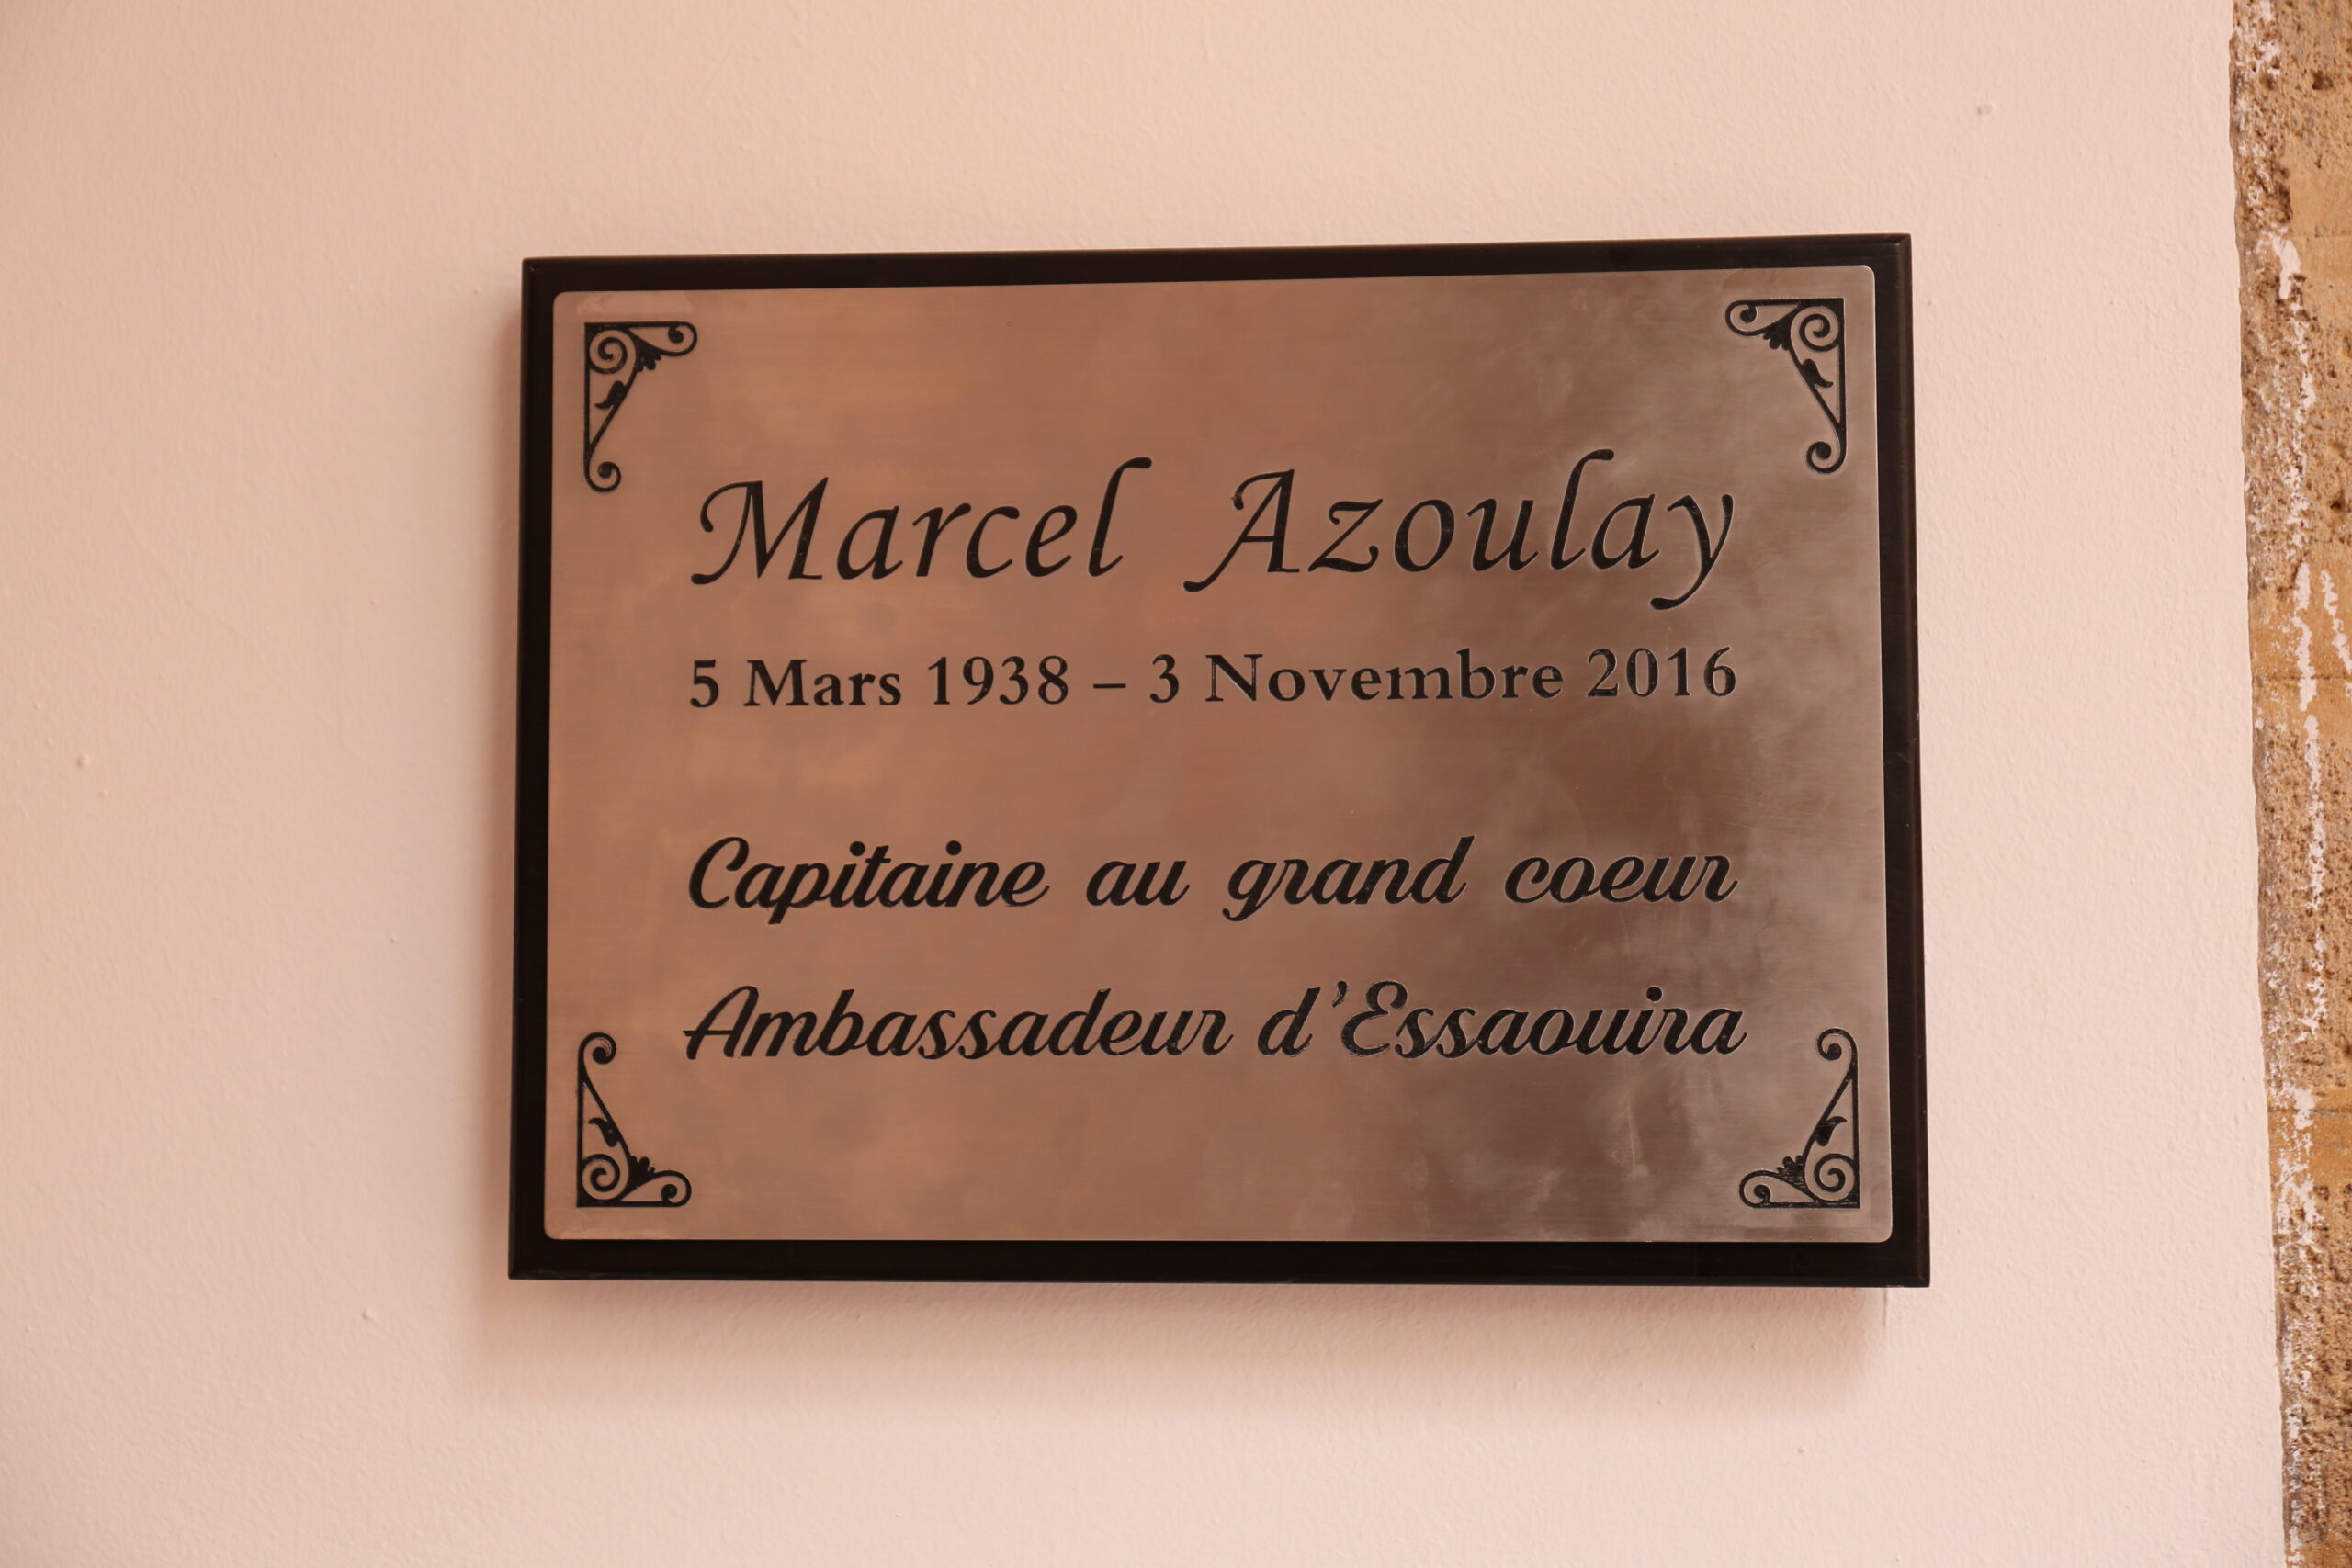 Marcel Azoulay
5 Mars 1938 – 3 Novembre 2016
Capitaine au grand coeur
Ambassadeur d'Essaouira